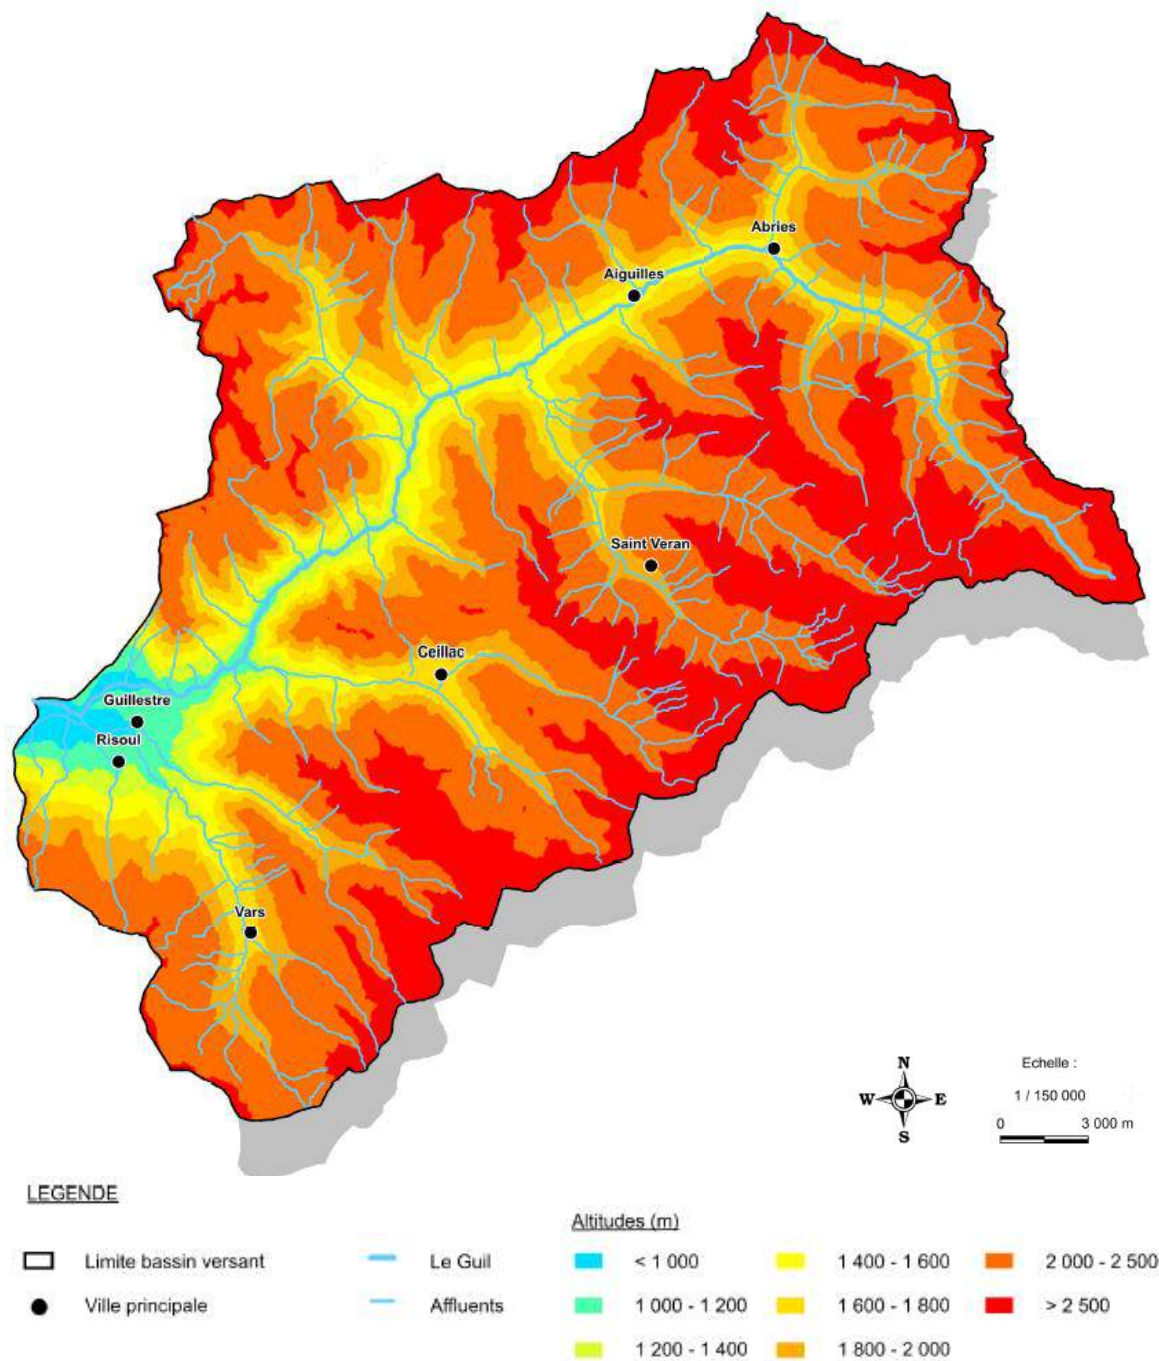 Abries
Aiguilles
Saint Veran
Ceillac
Guillestre
Risoul
Vars
N
W E
S
Echelle :
1 / 150 000
0 3 000 m
LEGENDE
Altitudes (m)
Limite bassin versant Le Guil < 1 000 1 400 - 1 600 2 000 - 2 500
Ville principale Affluents 1 000 - 1 200 1 600 - 1 800 > 2 500
1 200 - 1 400 1 800 - 2 000